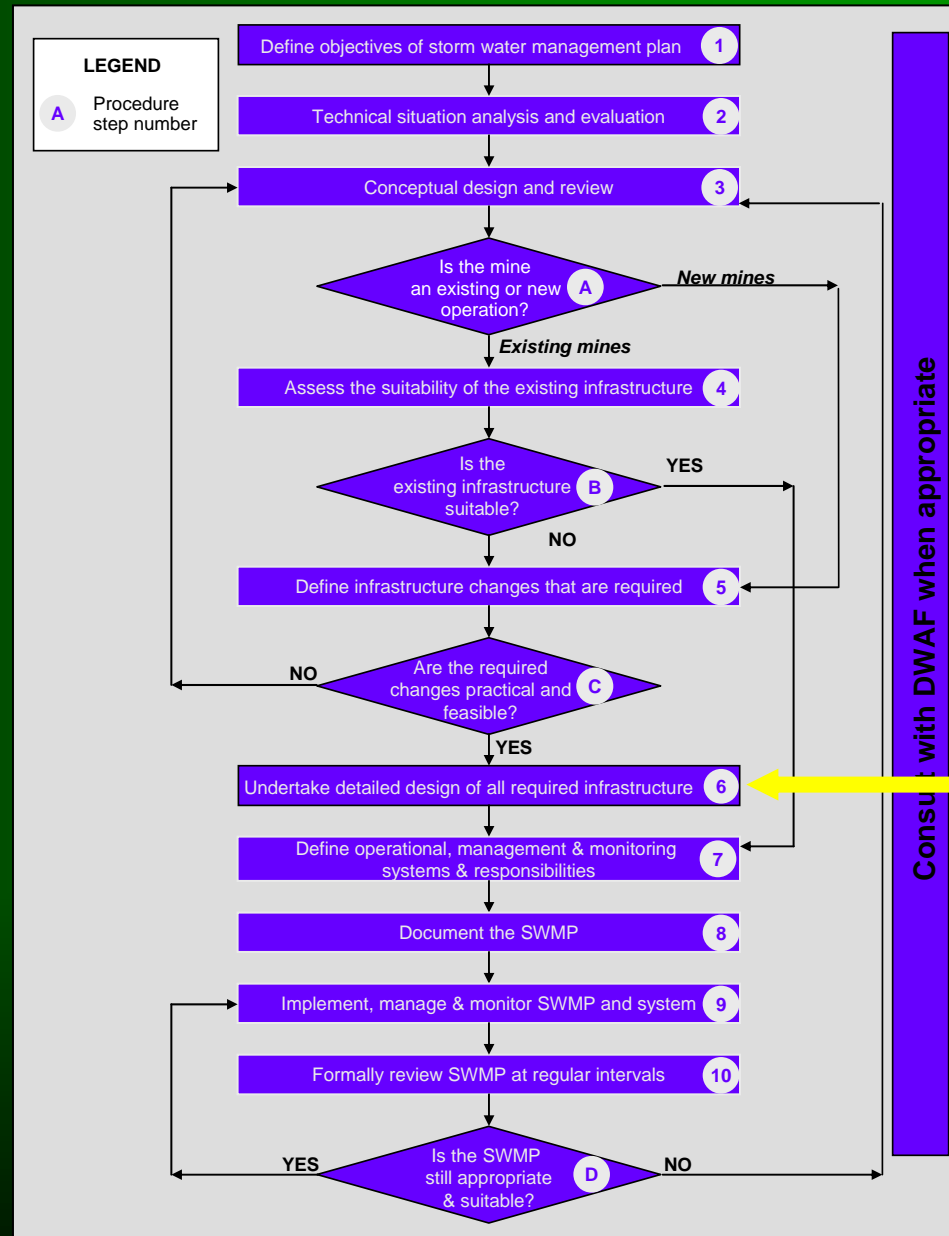 Define objectives of storm water management plan 1
LEGEND
A Procedure
step number
Technical situation analysis and evaluation 2
Conceptual design and review 3
Is the mine
an existing or new
operation?
A
New mines
Existing mines
Assess the suitability of the existing infrastructure 4
Is the
existing infrastructure
suitable?
B
YES
NO
Define infrastructure changes that are required 5
Are the required
changes practical and
feasible?
C
NO
YES
Undertake detailed design of all required infrastructure 6
Define operational, management & monitoring
systems & responsibilities
7
Document the SWMP 8
Implement, manage & monitor SWMP and system 9
Formally review SWMP at regular intervals 10
Is the SWMP
still appropriate
& suitable?
D
YES
NO
Consult with DWAF when appropriate